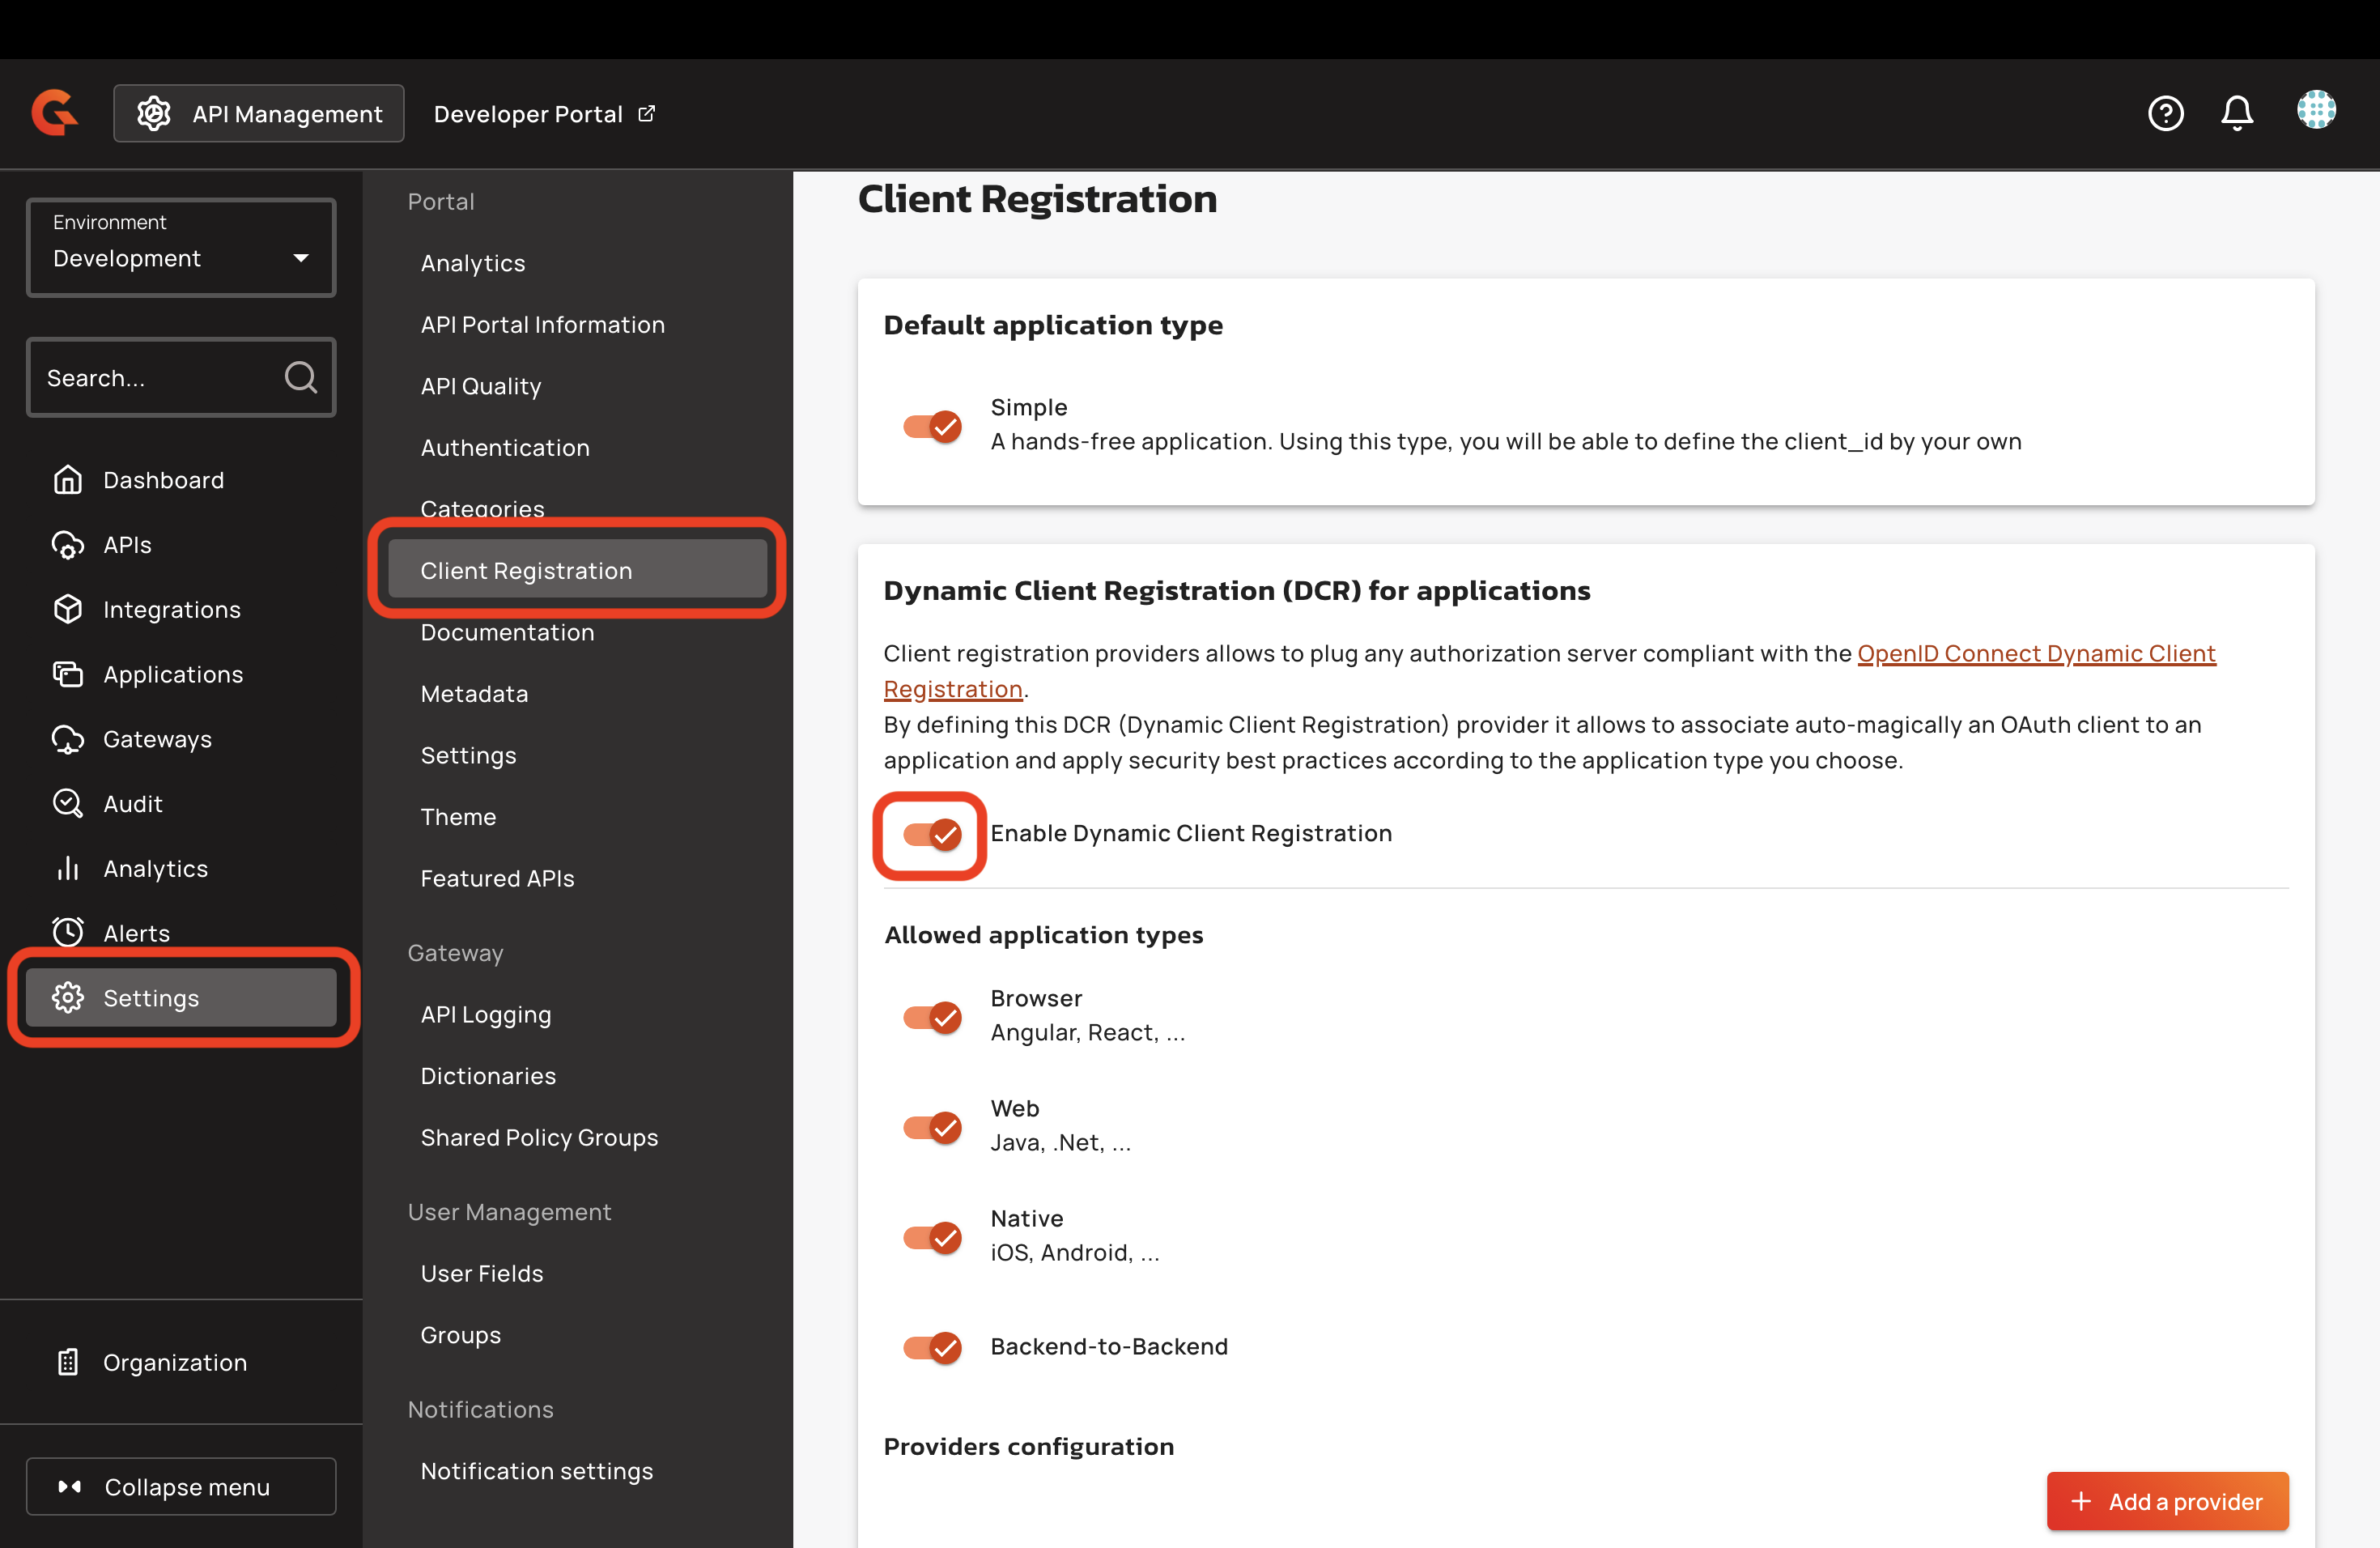 API Management
Developer Portal
Environment
Development
Search...
Dashboard
APIs
Integrations
Applications
Gateways
Audit
Analytics
Alerts
Settings
Organization
Collapse menu
Portal
Analytics
API Portal Information
API Quality
Authentication
Categories
Client Registration
Documentation
Metadata
Settings
Theme
Featured APIs
Gateway
API Logging
Dictionaries
Shared Policy Groups
User Management
User Fields
Groups
Notifications
Notification settings
Client Registration
Default application type
Simple
A hands-free application. Using this type, you will be able to define the client_id by your own
Dynamic Client Registration (DCR) for applications
Client registration providers allows to plug any authorization server compliant with the OpenID Connect Dynamic Client
Registration.
By defining this DCR (Dynamic Client Registration) provider it allows to associate auto-magically an OAuth client to an
application and apply security best practices according to the application type you choose.
Enable Dynamic Client Registration
Allowed application types
Browser
Angular, React, ...
Web
Java, .Net, ...
Native
iOS, Android, ...
Backend-to-Backend
Providers configuration
+ Add a provider